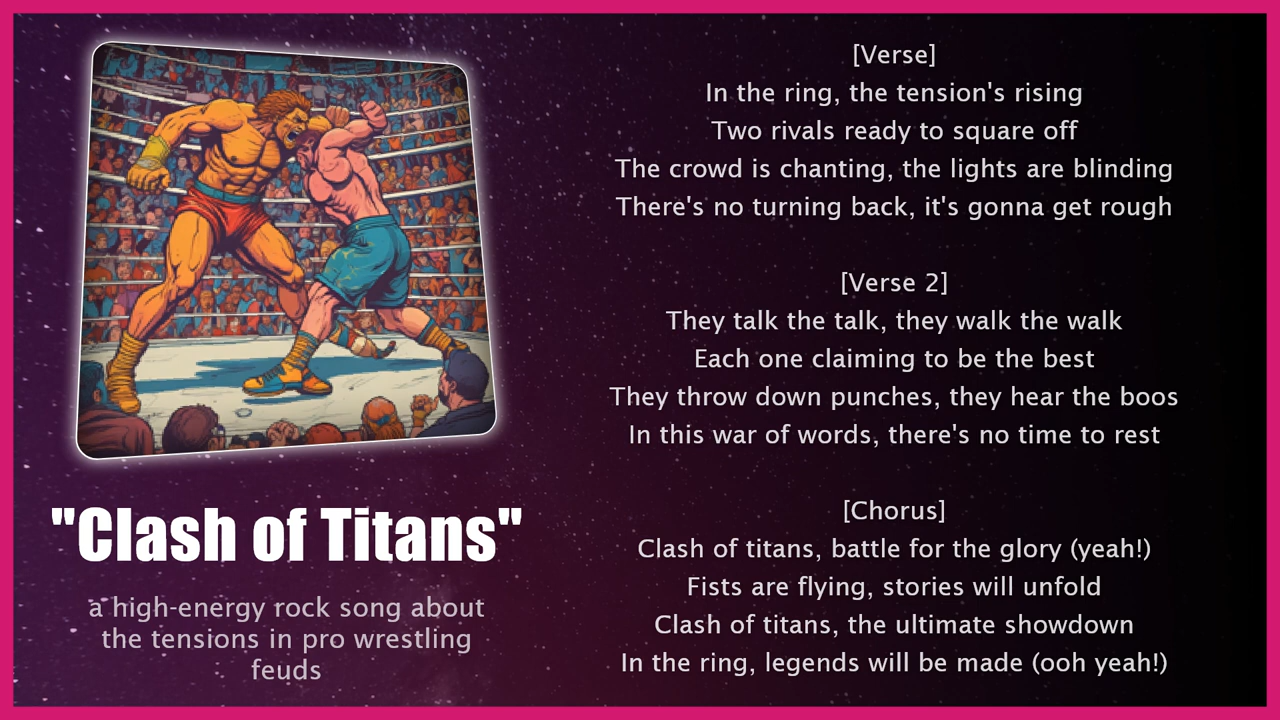 "Clash of Titans"
a high-energy rock song about
the tensions in pro wrestling
feuds
[Verse]
In the ring, the tension's rising
Two rivals ready to square off
The crowd is chanting, the lights are blinding
There's no turning back, it's gonna get rough
[Verse 2]
They talk the talk, they walk the walk
Each one claiming to be the best
They throw down punches, they hear the boos
In this war of words, there's no time to rest
[Chorus]
Clash of titans, battle for the glory (yeah!)
Fists are flying, stories will unfold
Clash of titans, the ultimate showdown
In the ring, legends will be made (ooh yeah!)